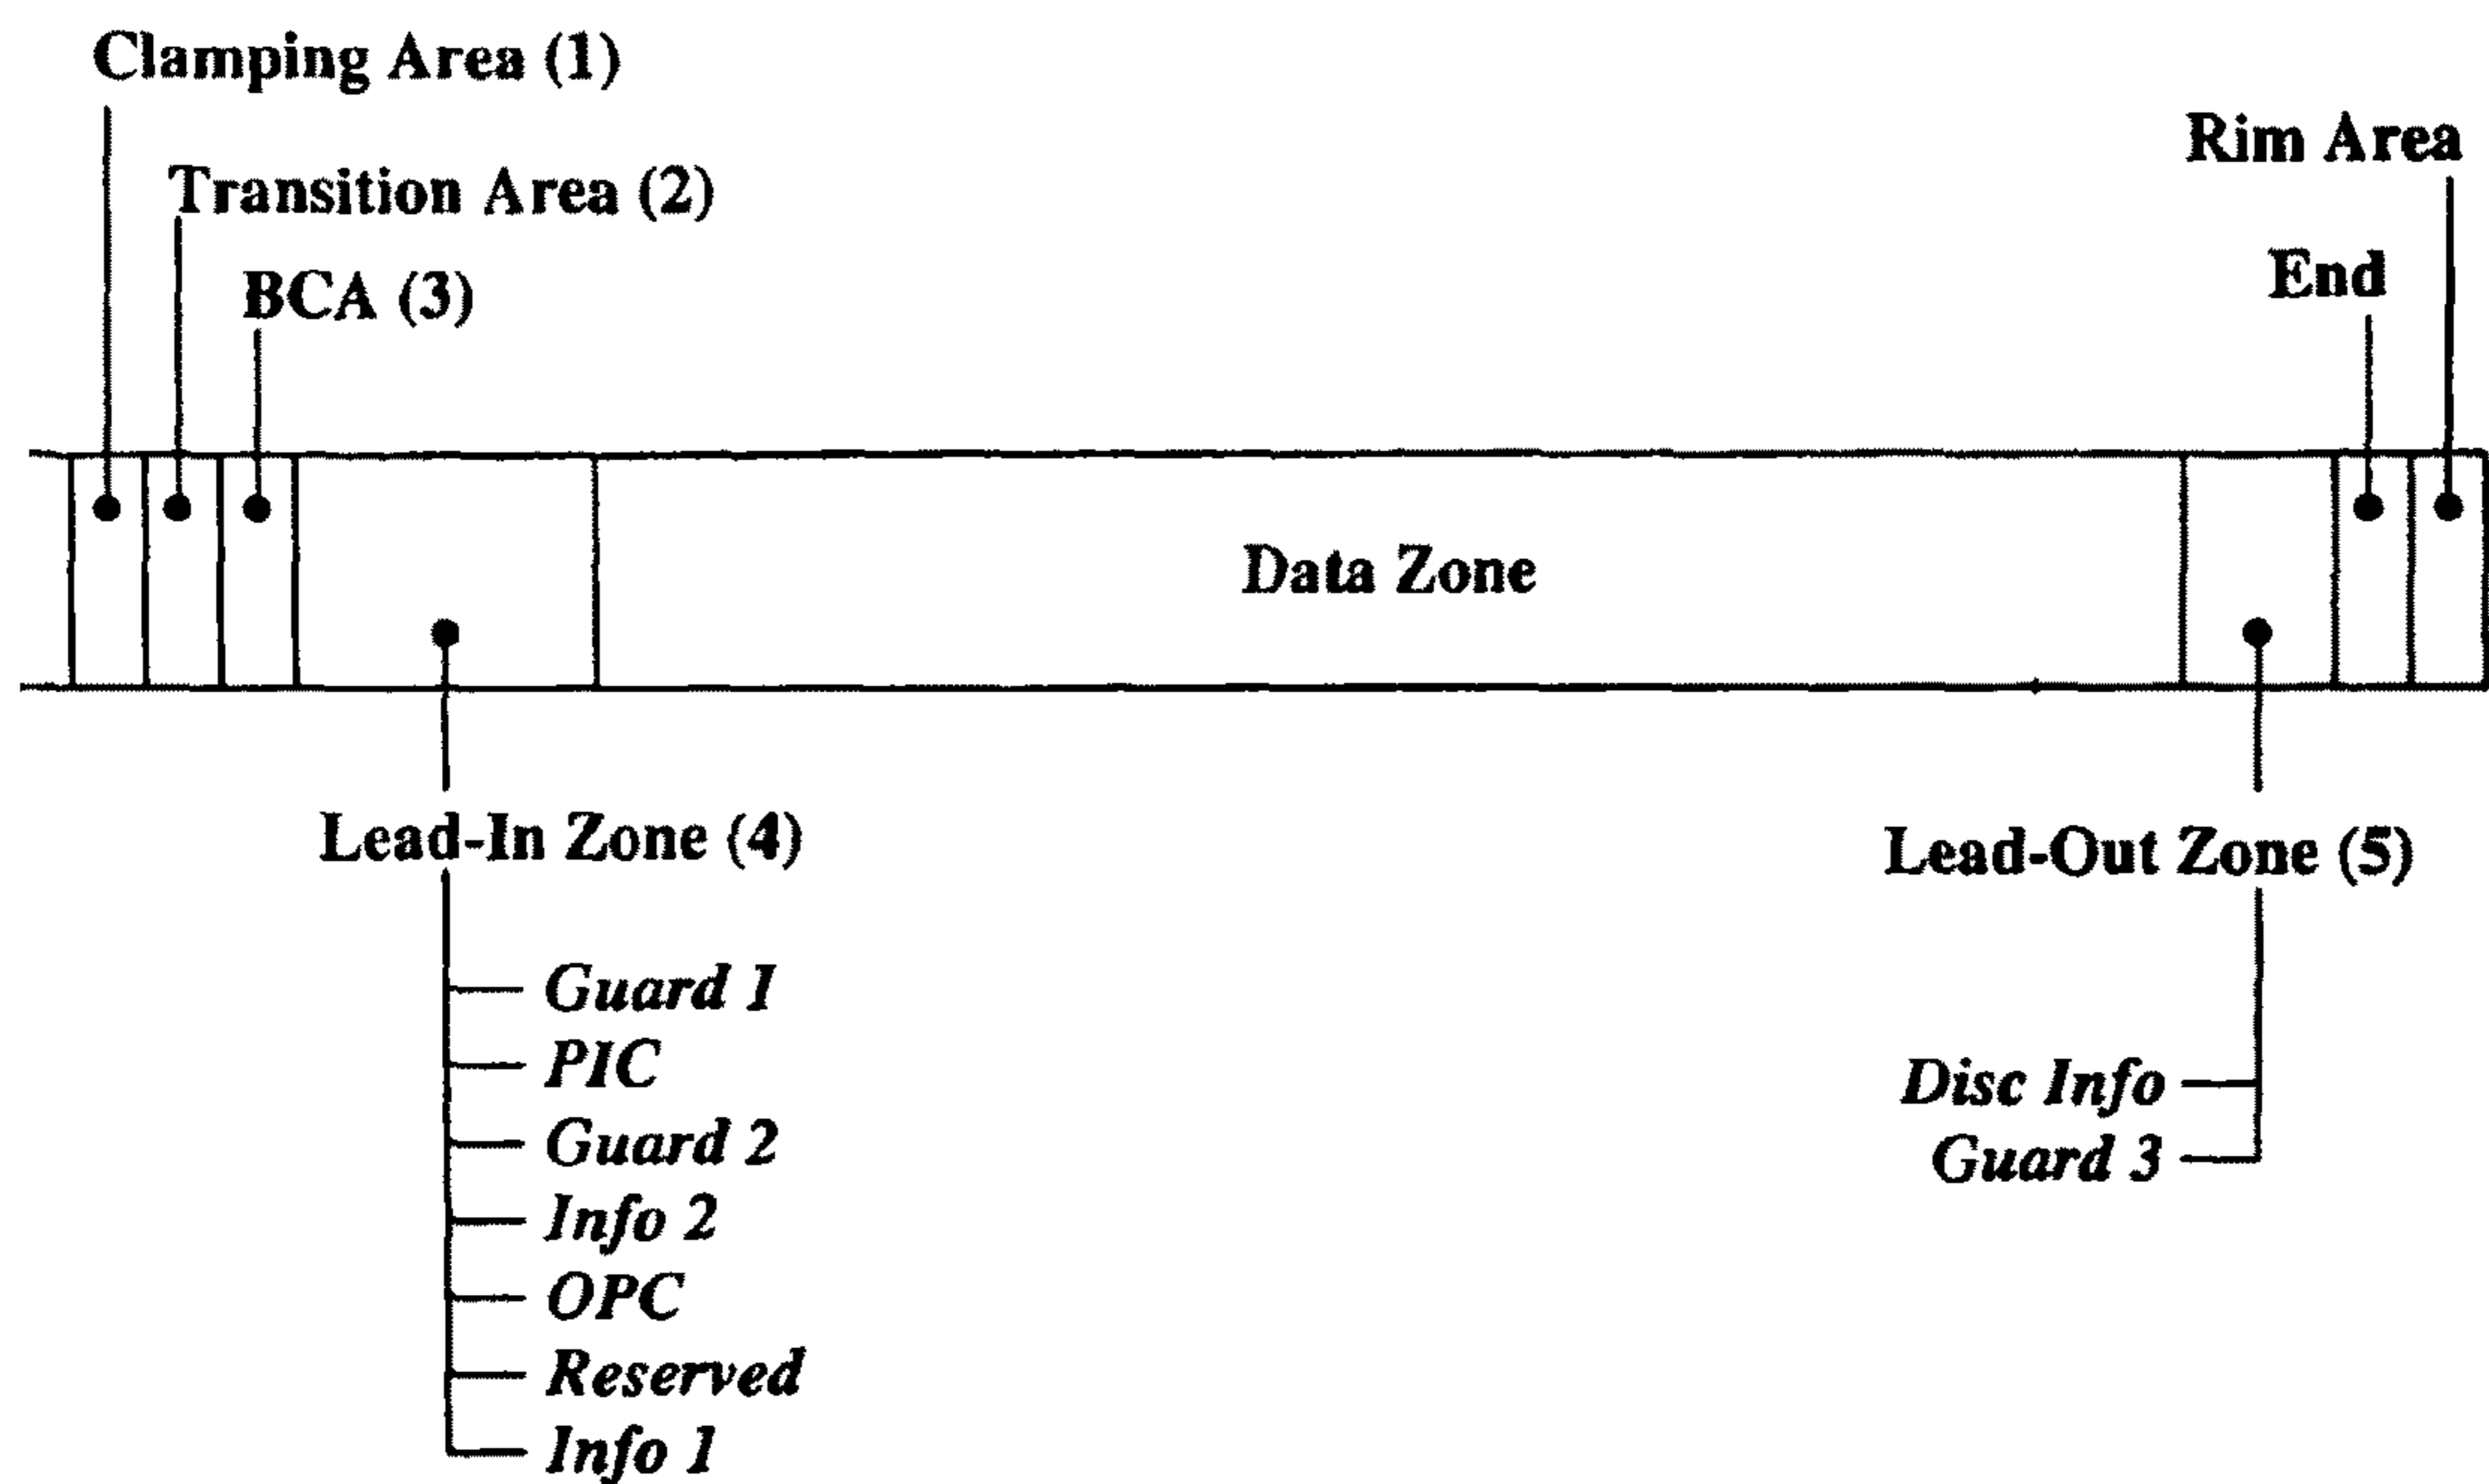 Clamping Area (1)
Rim Area
Transition Area (2)
End
BCA (3)
Data Zone
Lead-In Zone (4)
Lead-Out Zone (5)
Guard 1
PIC
Guard 2
Info 2
OPC
Reserved
Info 1
Disc Info
Guard 3